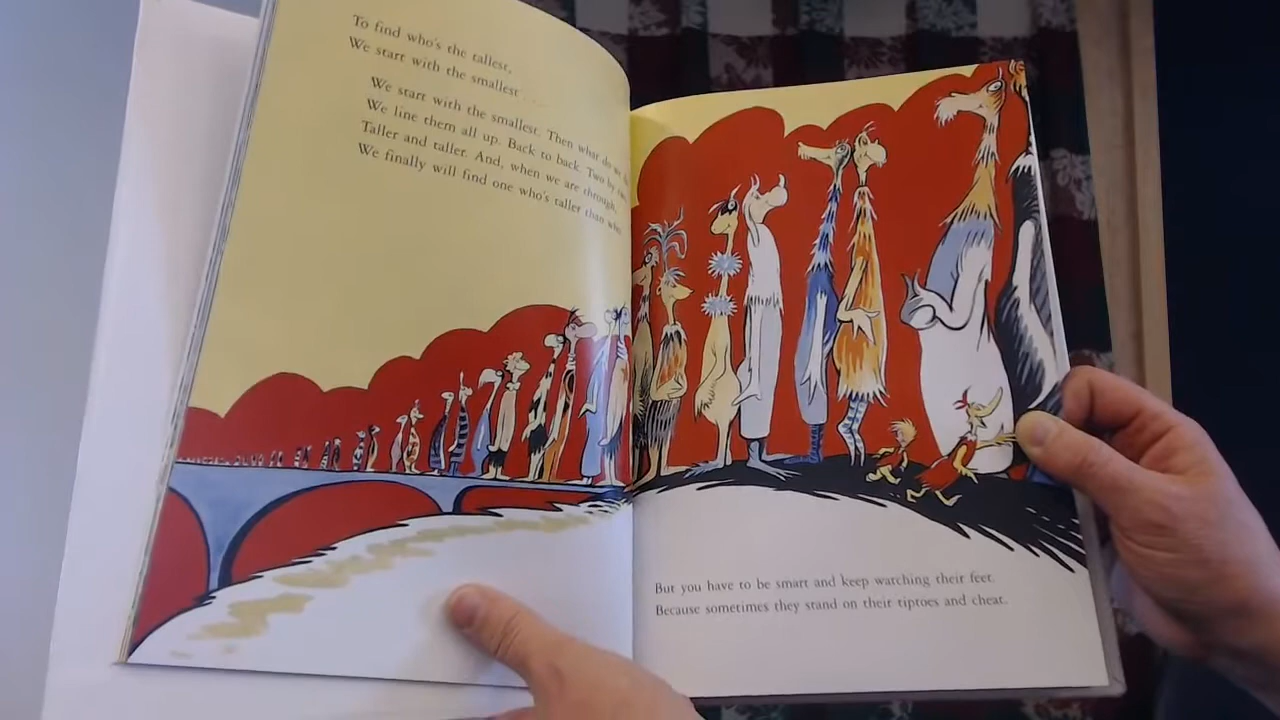 To find who's the tallest,
We start with the smallest . . .
We start with the smallest. Then what do we
We line them all up. Back to back. Two by two.
Taller and taller. And, when we are through,
We finally will find one who's taller than who.
But you have to be smart and keep watching their feet.
Because sometimes they stand on their tiptoes and cheat.